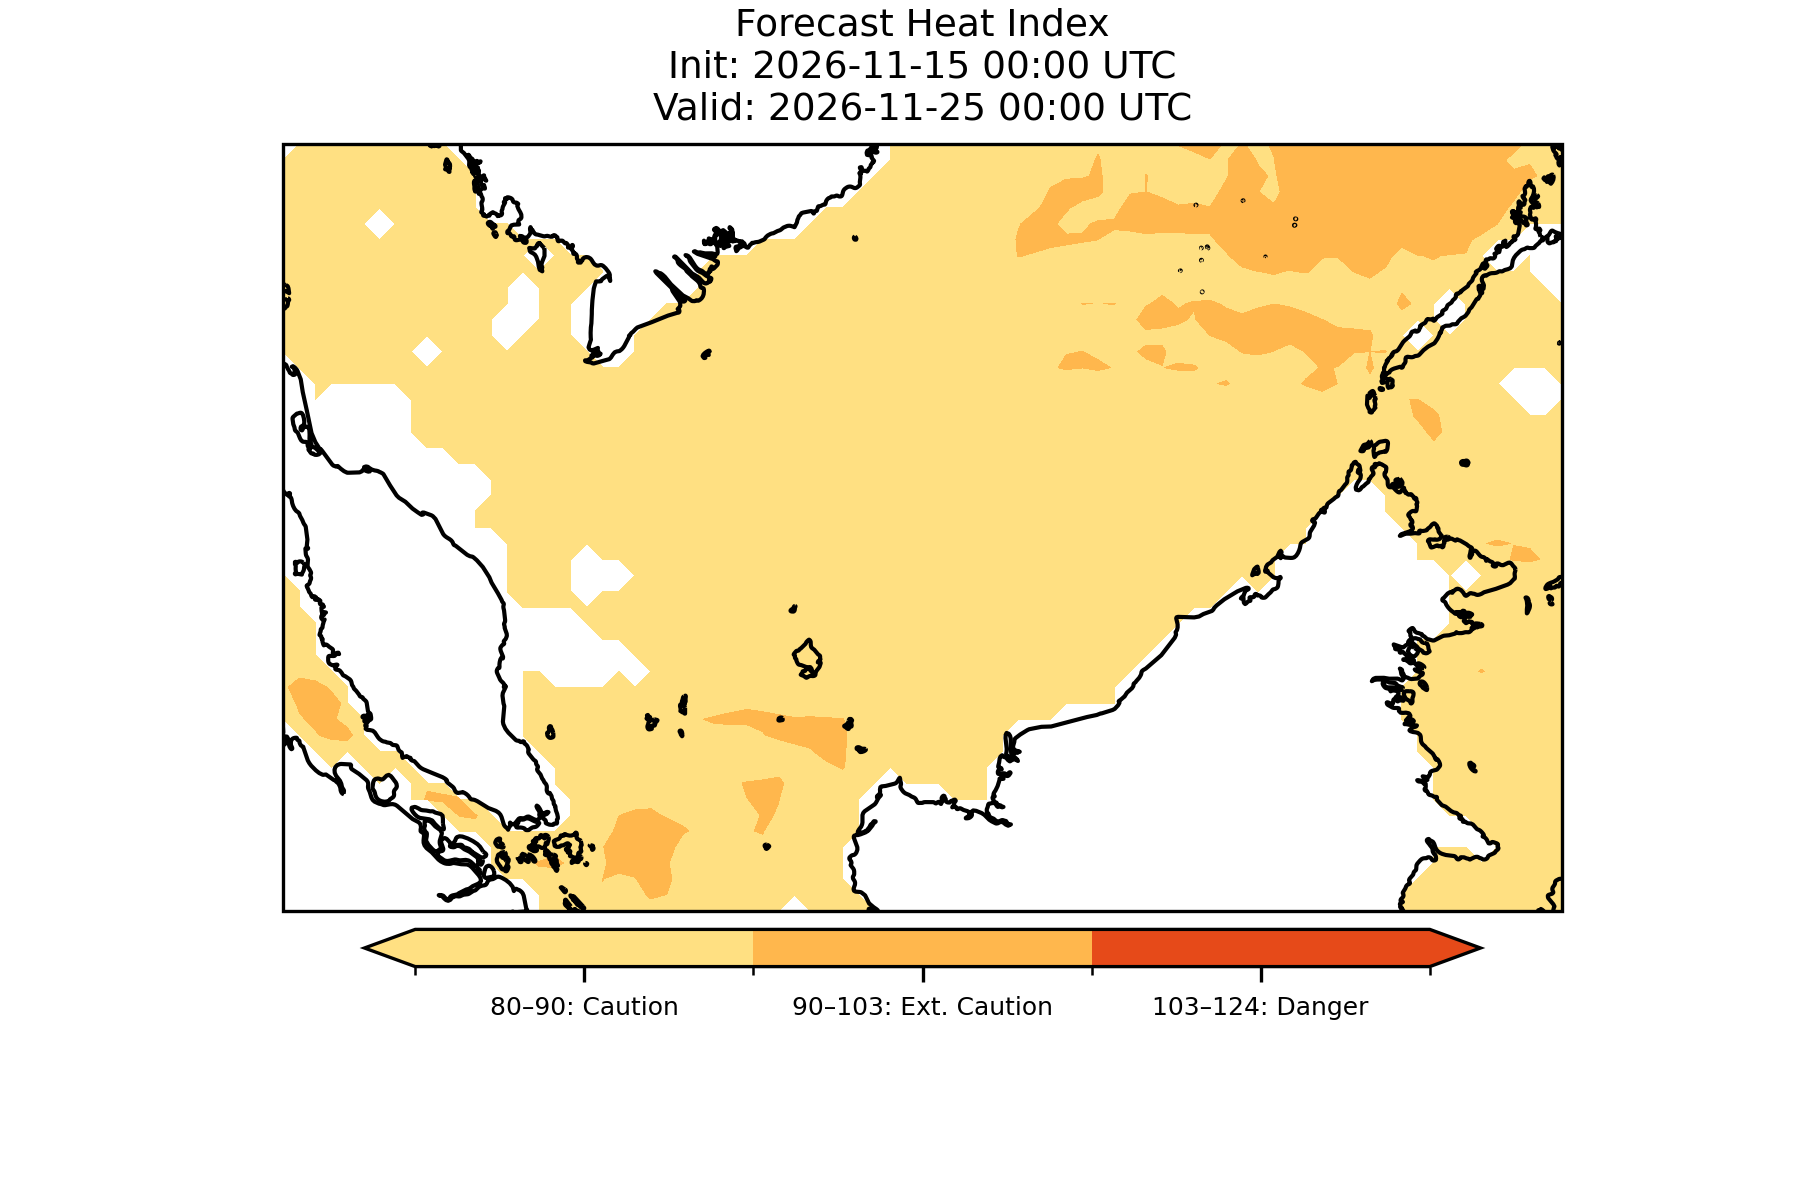 Forecast Heat Index
Init: 2026-11-15 00:00 UTC
Valid: 2026-11-25 00:00 UTC
80–90: Caution
90–103: Ext. Caution
103–124: Danger